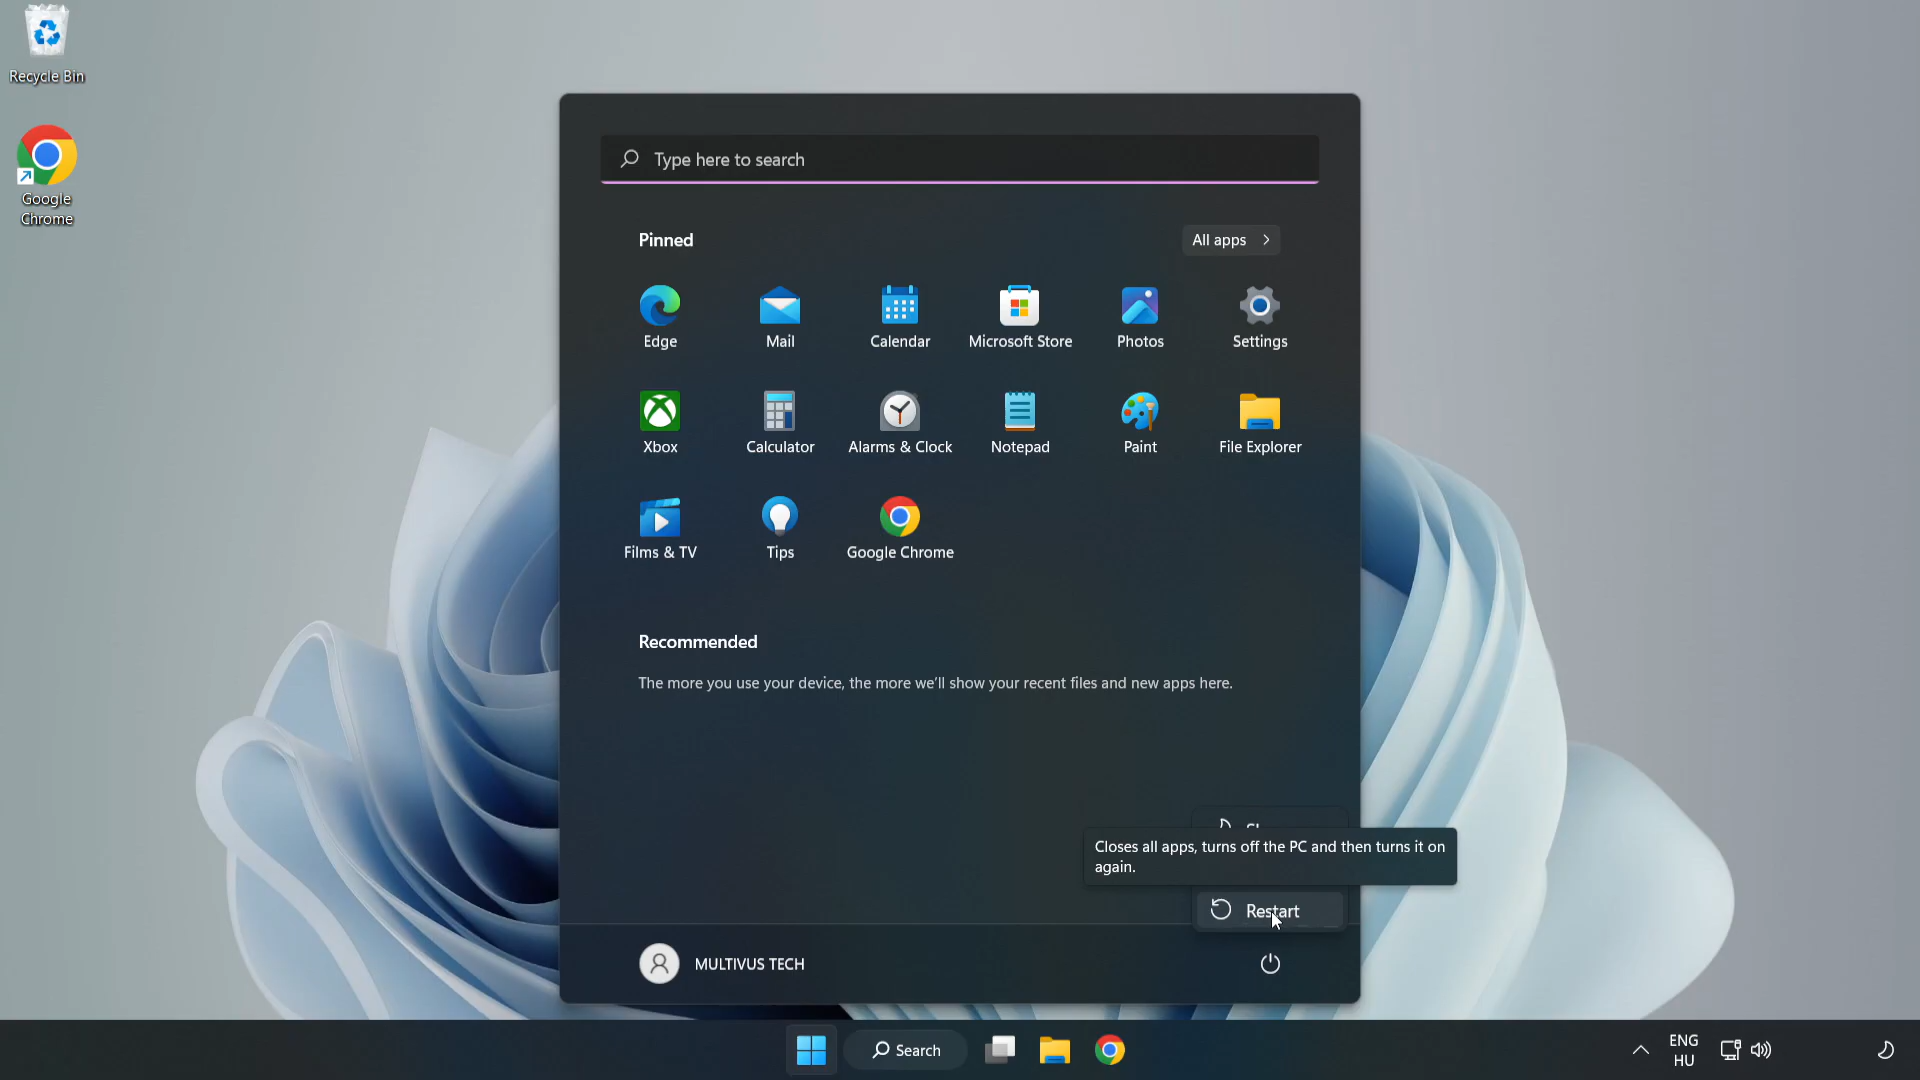 Recycle Bin
Google
Chrome
Type here to search
Pinned
All apps
Edge
Mail
Calendar
Microsoft Store
Photos
Settings
Xbox
Calculator
Alarms & Clock
Notepad
Paint
File Explorer
Films & TV
Tips
Google Chrome
Recommended
The more you use your device, the more we'll show your recent files and new apps here.
Closes all apps, turns off the PC and then turns it on
again.
Restart
MULTIVUS TECH
Search
ENG
HU